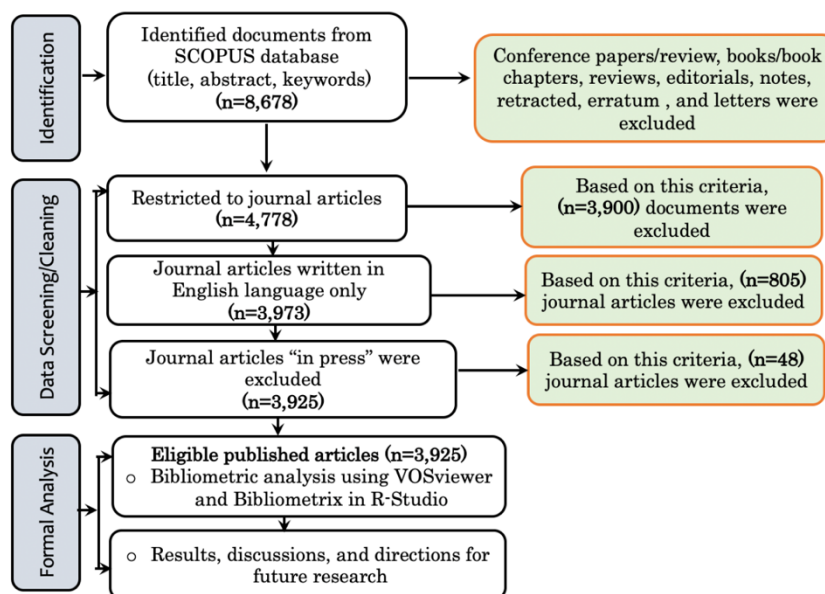 Identification
Identified documents from
SCOPUS database
(title, abstract, keywords)
(n=8,678)
Conference papers/review, books/book
chapters, reviews, editorials, notes,
retracted, erratum , and letters were
excluded
Data Screening/Cleaning
Restricted to journal articles
(n=4,778)
Based on this criteria,
(n=3,900) documents were
excluded
Journal articles written in
English language only
(n=3,973)
Based on this criteria, (n=805)
journal articles were excluded
Journal articles “in press” were
excluded
(n=3,925)
Based on this criteria, (n=48)
journal articles were excluded
Formal Analysis
Eligible published articles (n=3,925)
o Bibliometric analysis using VOSviewer
and Bibliometrix in R-Studio
o Results, discussions, and directions for
future research